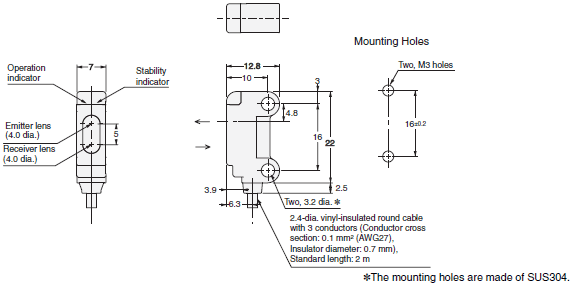 Mounting Holes
Operation
indicator
7
Stability
indicator
12.8
10
Two, M3 holes
3
4.8
Emitter lens
(4.0 dia.)
Receiver lens
(4.0 dia.)
5
16
22
16±0.2
3.9
2.5
6.3
Two, 3.2 dia. ✽
2.4-dia. vinyl-insulated round cable
with 3 conductors (Conductor cross
section: 0.1 mm² (AWG27),
Insulator diameter: 0.7 mm),
Standard length: 2 m
✽The mounting holes are made of SUS304.